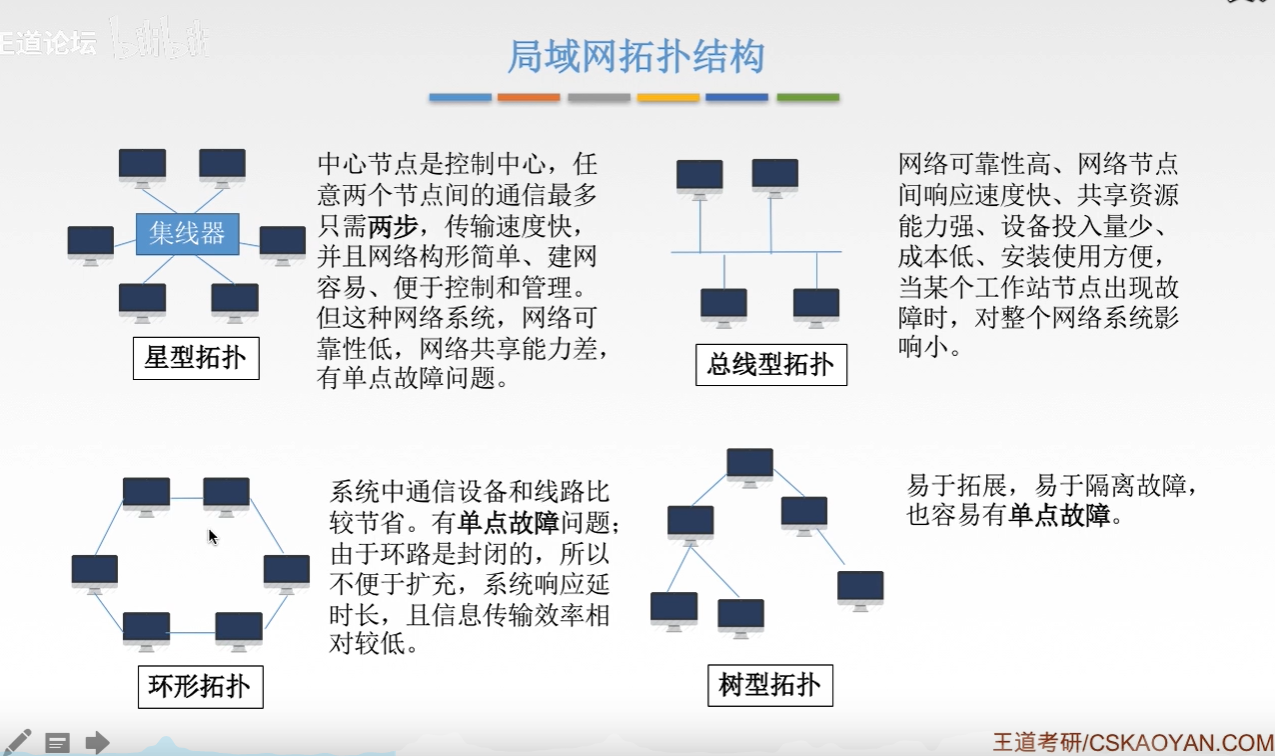 王道论坛
局域网拓扑结构
集线器
星型拓扑
中心节点是控制中心，任
意两个节点间的通信最多
只需两步，传输速度快，
并且网络构形简单、建网
容易、便于控制和管理。
但这种网络系统，网络可
靠性低，网络共享能力差，
有单点故障问题。
总线型拓扑
网络可靠性高、网络节点
间响应速度快、共享资源
能力强、设备投入量少、
成本低、安装使用方便，
当某个工作站节点出现故
障时，对整个网络系统影
响小。
环形拓扑
系统中通信设备和线路比
较节省。有单点故障问题；
由于环路是封闭的，所以
不便于扩充，系统响应延
时长，且信息传输效率相
对较低。
树型拓扑
易于拓展，易于隔离故障，
也容易有单点故障。
王道考研/CSKAOYAN.COM